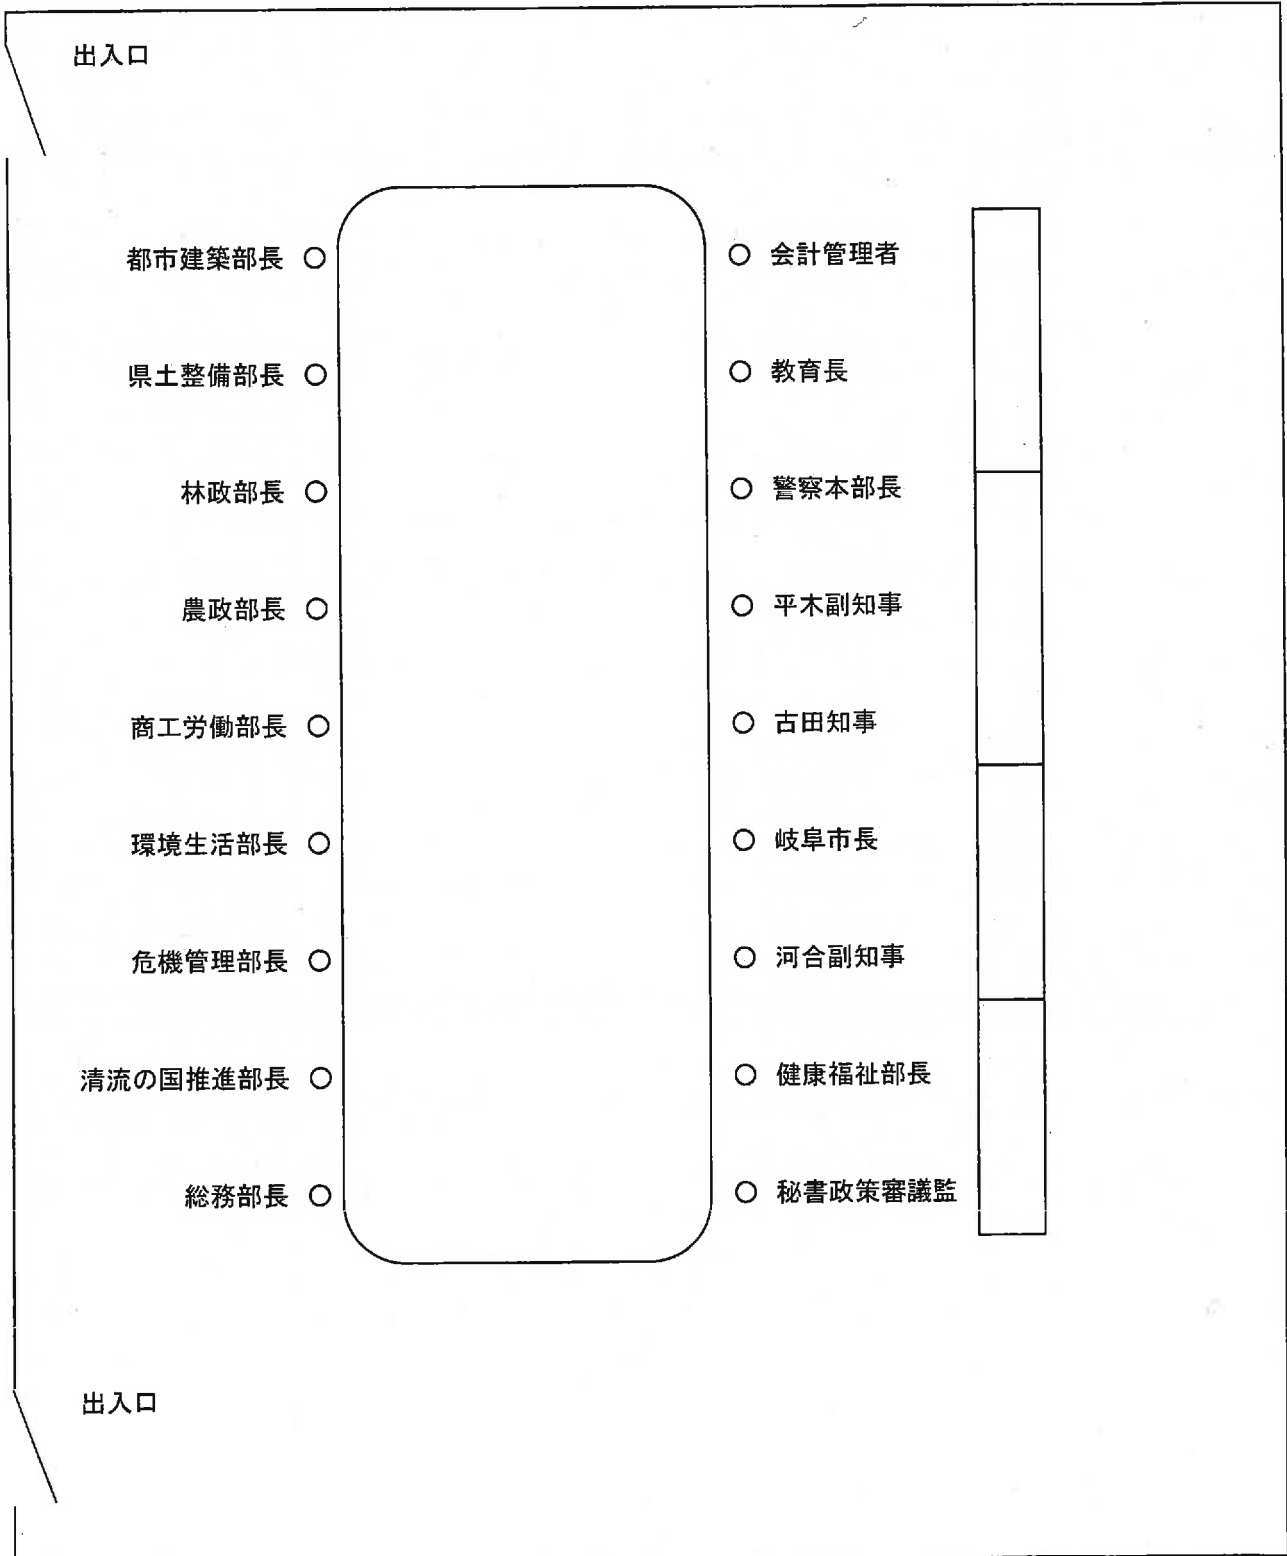 出入口
都市建築部長 ○
○ 会計管理者
県土整備部長 ○
○ 教育長
林政部長 ○
○ 警察本部長
農政部長 ○
○ 平木副知事
商工労働部長 ○
○ 古田知事
環境生活部長 ○
○ 岐阜市長
危機管理部長 ○
○ 河合副知事
清流の国推進部長 ○
○ 健康福祉部長
総務部長 ○
○ 秘書政策審議監
出入口